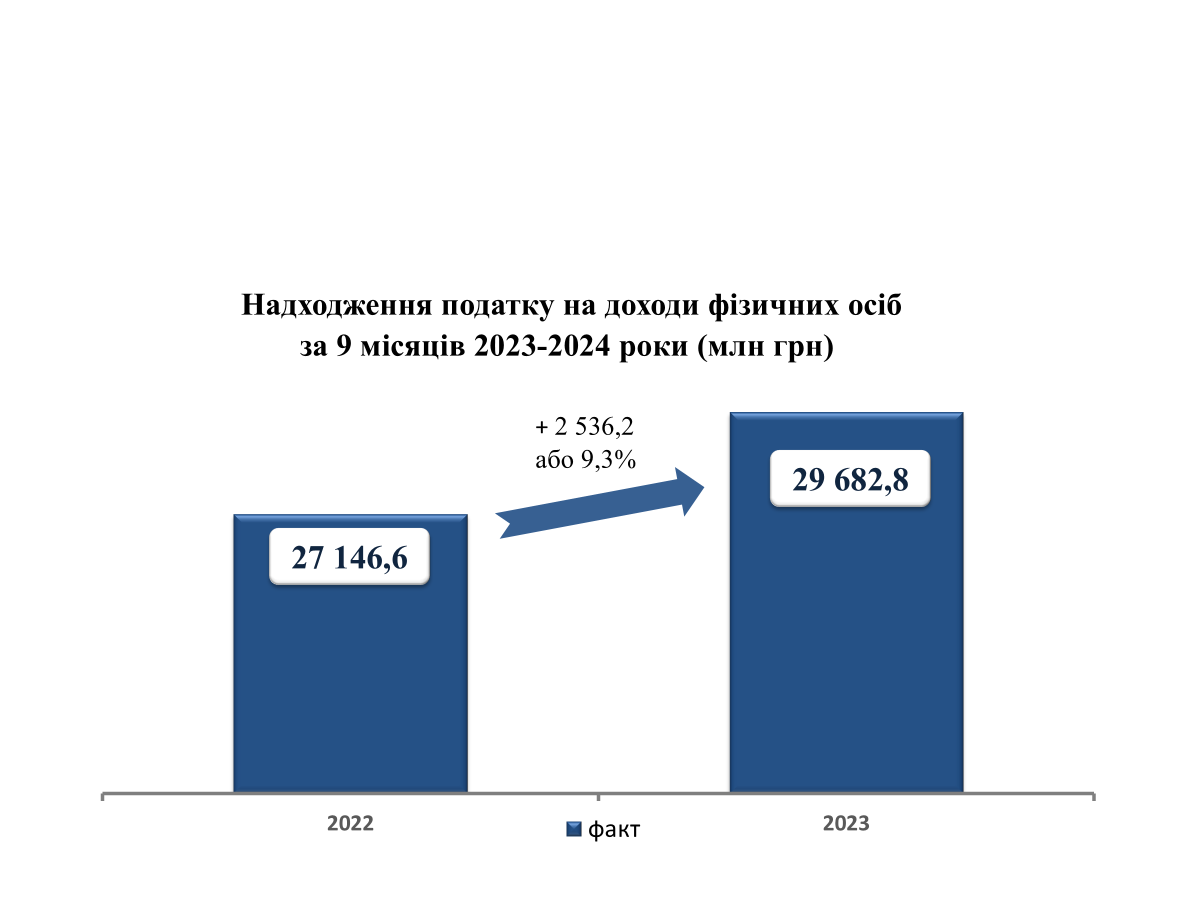 Надходження податку на доходи фізичних осіб
за 9 місяців 2023-2024 роки (млн грн)
+ 2 536,2
або 9,3%
29 682,8
27 146,6
2022
2023
факт